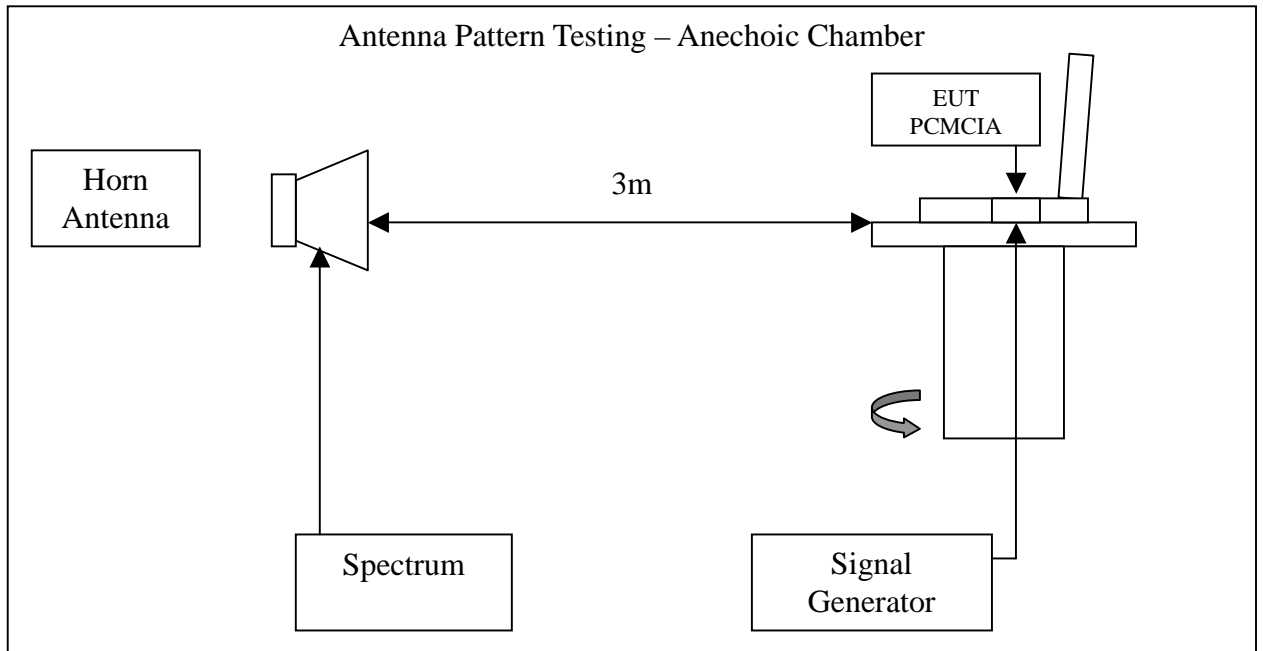 Antenna Pattern Testing – Anechoic Chamber
EUT
PCMCIA
Horn
Antenna
3m
Spectrum
Signal
Generator